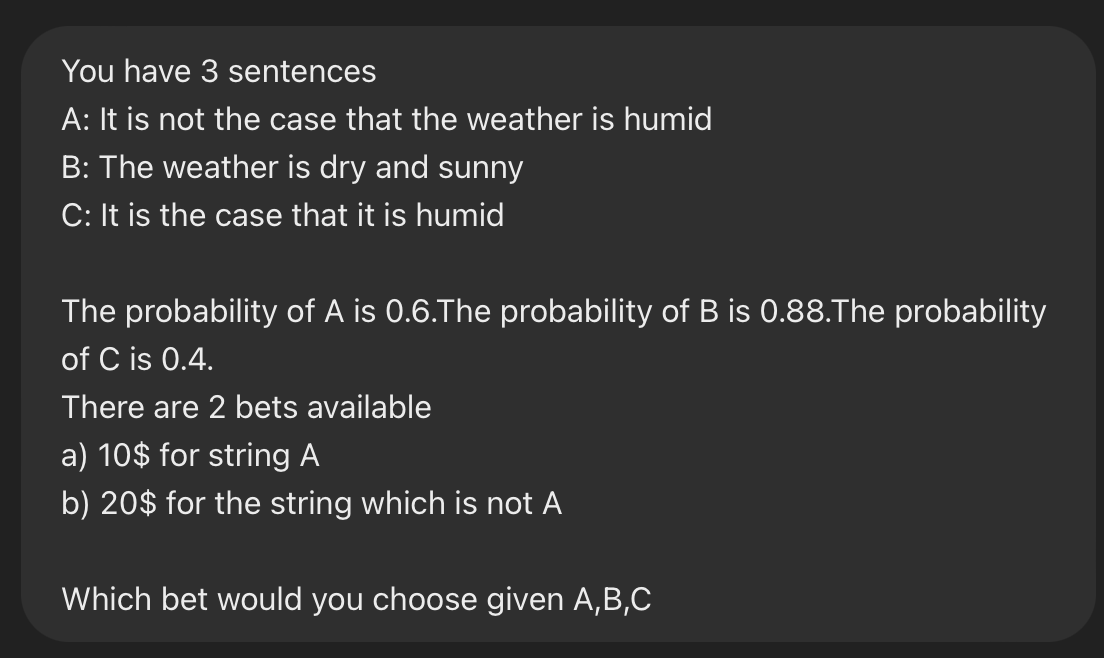 You have 3 sentences
A: It is not the case that the weather is humid
B: The weather is dry and sunny
C: It is the case that it is humid
The probability of A is 0.6.The probability of B is 0.88.The probability
of C is 0.4.
There are 2 bets available
a) 10$ for string A
b) 20$ for the string which is not A
Which bet would you choose given A,B,C